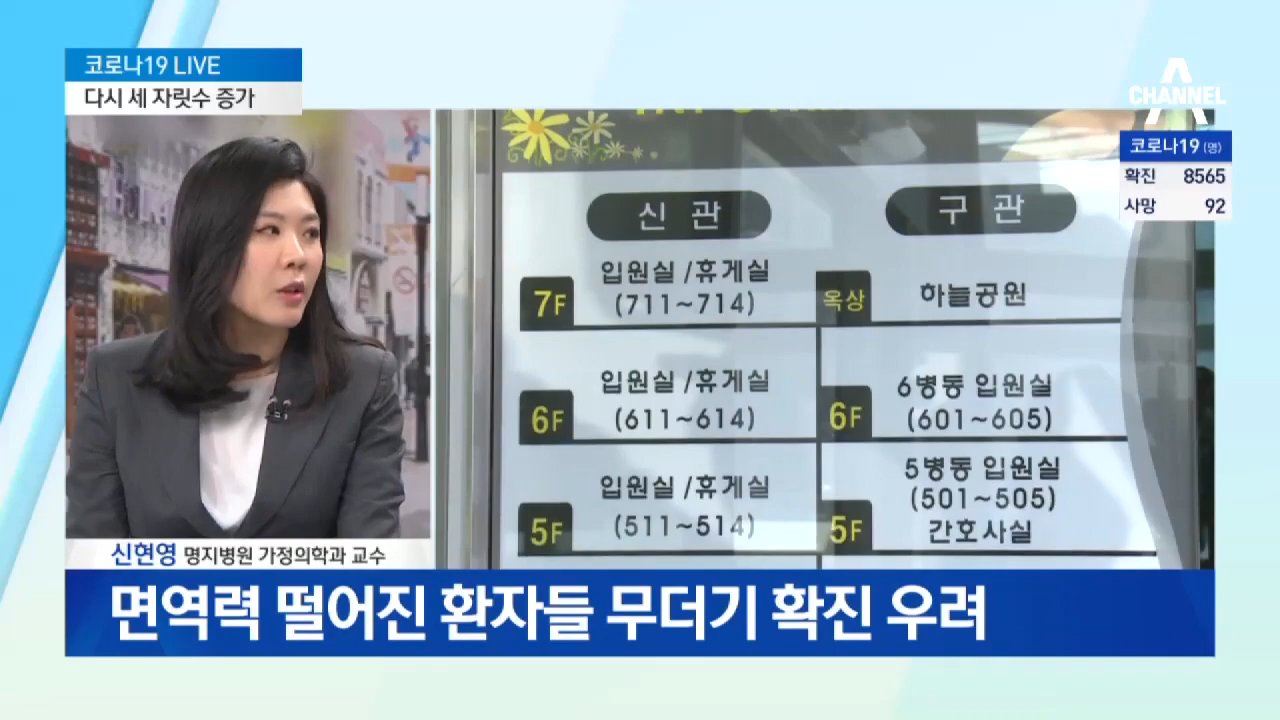 코로나19 LIVE
다시 세 자릿수 증가
CHANNEL A
코로나19 (명)
확진 8565
사망 92
신 관
구 관
7F
입원실 /휴게실
(711~714)
옥상
하늘공원
6F
입원실 /휴게실
(611~614)
6F
6병동 입원실
(601~605)
5F
입원실 /휴게실
(511~514)
5F
5병동 입원실
(501~505)
간호사실
신현영 명지병원 가정의학과 교수
면역력 떨어진 환자들 무더기 확진 우려